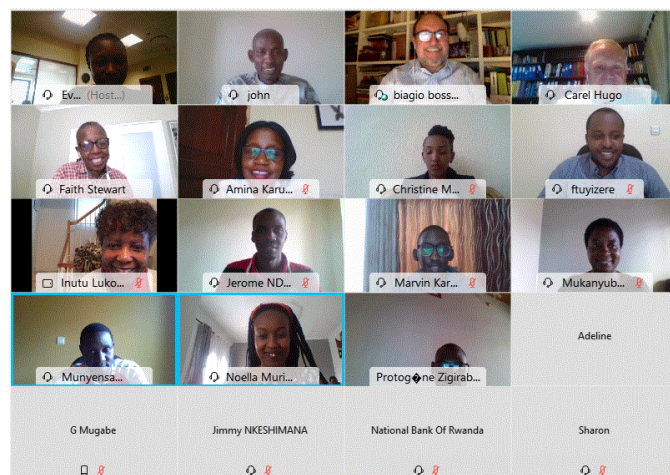 Ev... (Host...)
john
biagio boss...
Carel Hugo
Faith Stewart
Amina Karu...
Christine M...
ftuyizere
Inutu Luko...
Jerome ND...
Marvin Kar...
Mukanyub...
Munyensa...
Noella Muri...
Protog�ne Zigirab...
Adeline
G Mugabe
Jimmy NKESHIMANA
National Bank Of Rwanda
Sharon